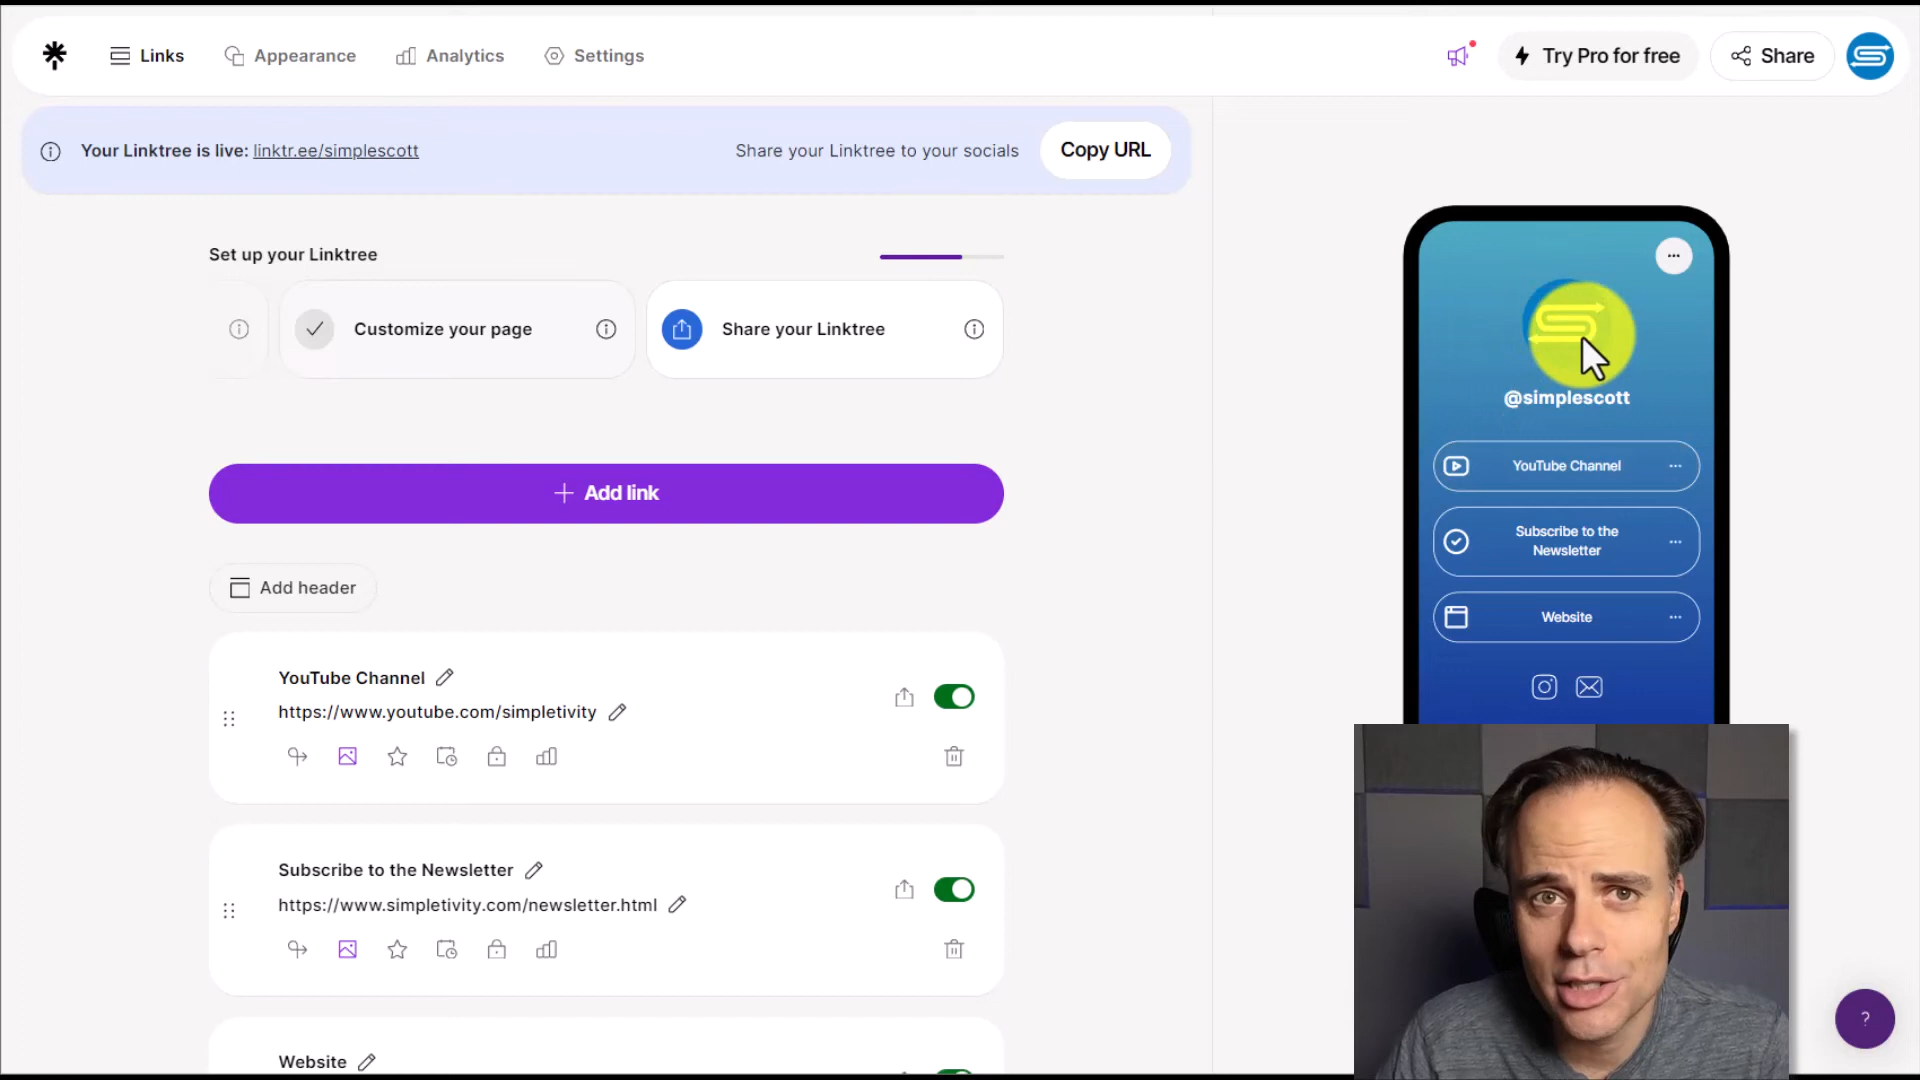 Links
Appearance
Analytics
Settings
Try Pro for free
Share
Your Linktree is live: linktr.ee/simplescott
Share your Linktree to your socials
Copy URL
Set up your Linktree
Customize your page
Share your Linktree
+ Add link
Add header
YouTube Channel
https://www.youtube.com/simpletivity
Subscribe to the Newsletter
https://www.simpletivity.com/newsletter.html
Website
@simplescott
YouTube Channel
Subscribe to the
Newsletter
Website
?